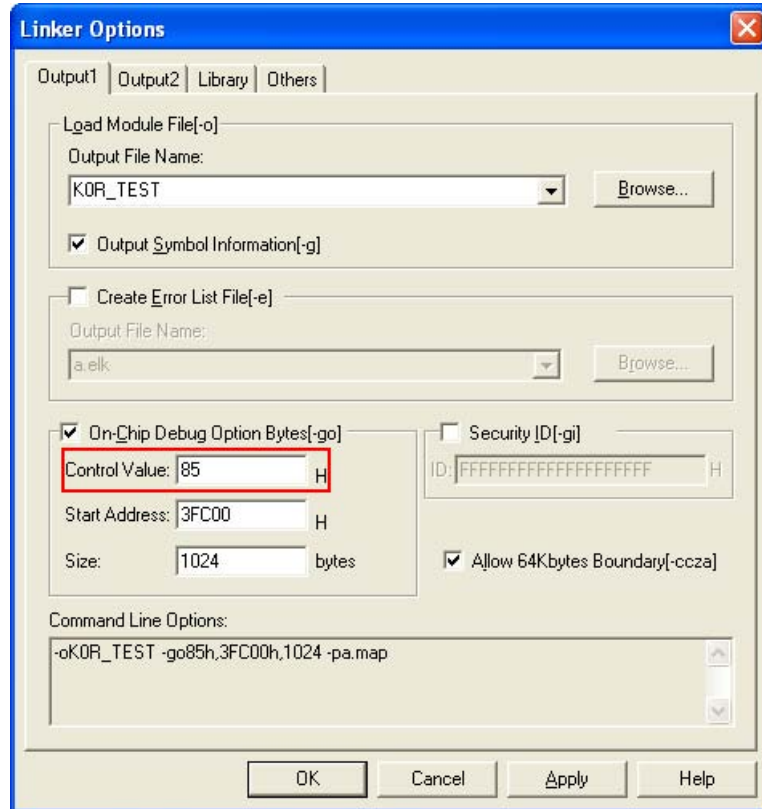 Linker Options
Output1 Output2 Library Others
Load Module File[-o]
Output File Name:
K0R_TEST
Browse...
Output Symbol Information[-g]
Create Error List File[-e]
Output File Name:
a.elk
Browse...
On-Chip Debug Option Bytes[-go]
Control Value: 85 H
Start Address: 3FC00 H
Size: 1024 bytes
Security ID[-gi]
ID: FFFFFFFFFFFFFFFFFFFF H
Allow 64Kbytes Boundary[-ccza]
Command Line Options:
-oK0R_TEST -go85h,3FC00h,1024 -pa.map
OK Cancel Apply Help